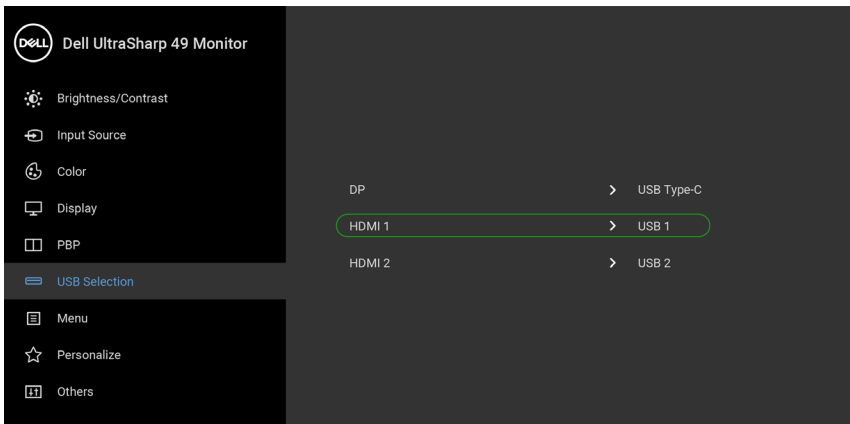 DELL Dell UltraSharp 49 Monitor
Brightness/Contrast
Input Source
Color
Display
PBP
USB Selection
Menu
Personalize
Others
DP > USB Type-C
HDMI 1 > USB 1
HDMI 2 > USB 2